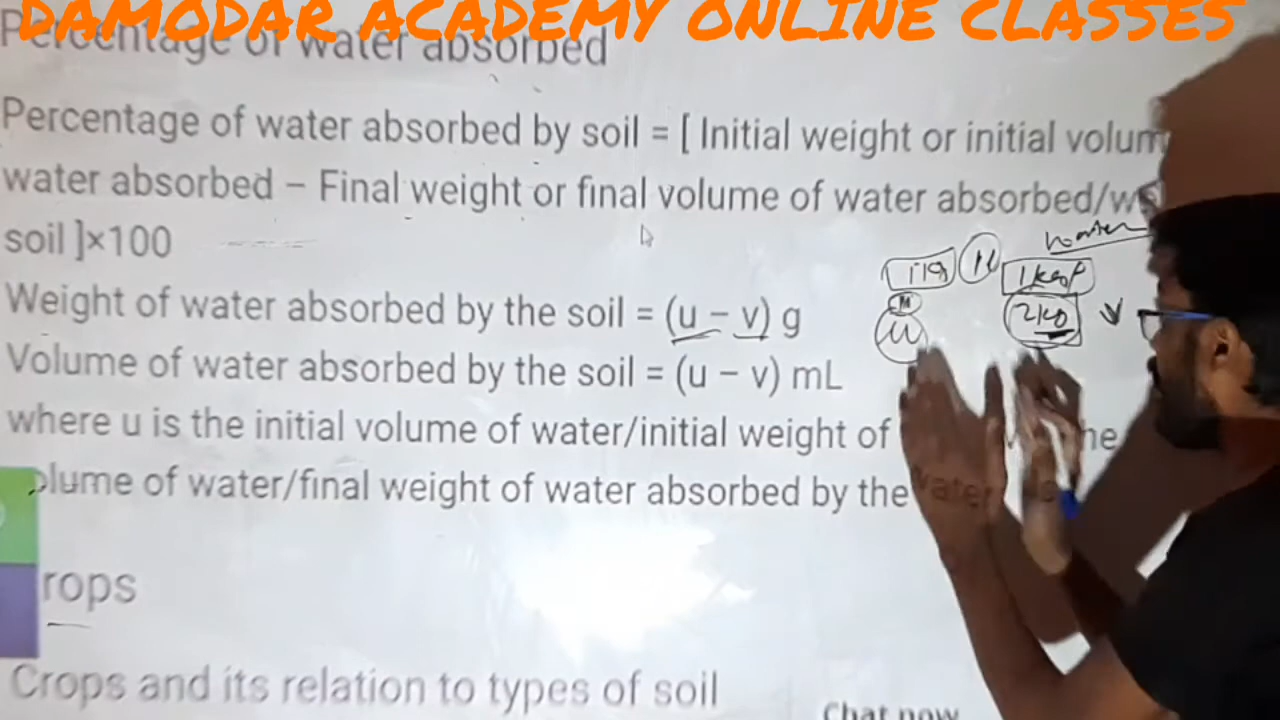 DAMODAR ACADEMY ONLINE CLASSES
Percentage of water absorbed
Percentage of water absorbed by soil = [ Initial weight or initial volum
water absorbed – Final weight or final volume of water absorbed/w
soil ]×100
water
Weight of water absorbed by the soil = (u – v) g
Volume of water absorbed by the soil = (u – v) mL
where u is the initial volume of water/initial weight of
olume of water/final weight of water absorbed by the
rops
Crops and its relation to types of soil
Chat now